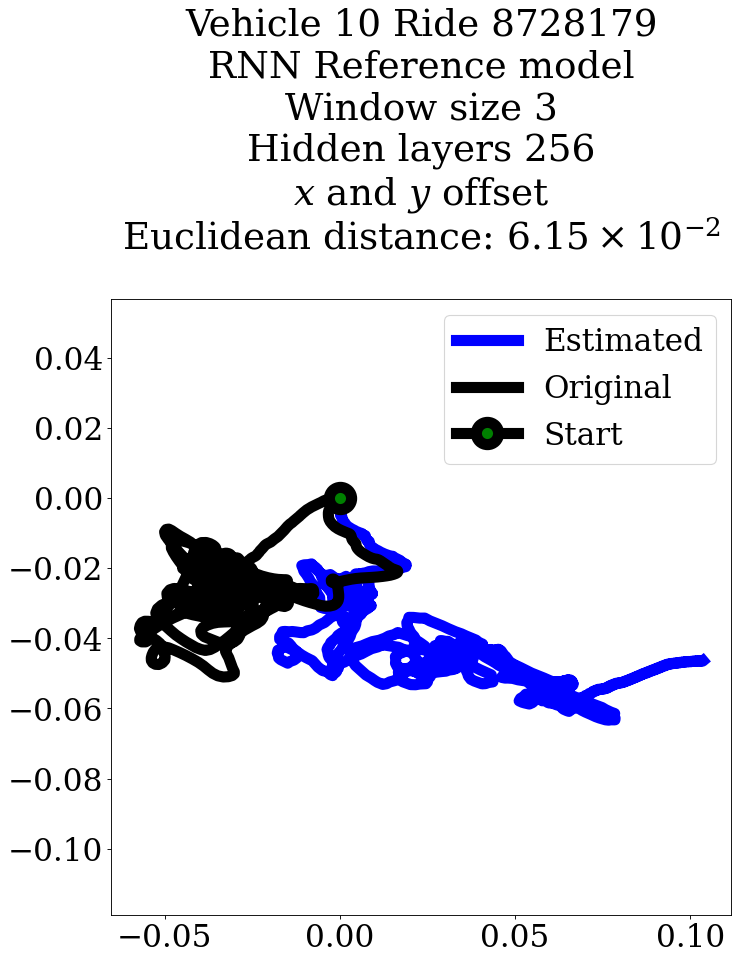 Vehicle 10 Ride 8728179
RNN Reference model
Window size 3
Hidden layers 256
x and y offset
Euclidean distance: 6.15 × 10⁻²
Estimated
Original
Start
0.04
0.02
0.00
−0.02
−0.04
−0.06
−0.08
−0.10
−0.05 0.00 0.05 0.10